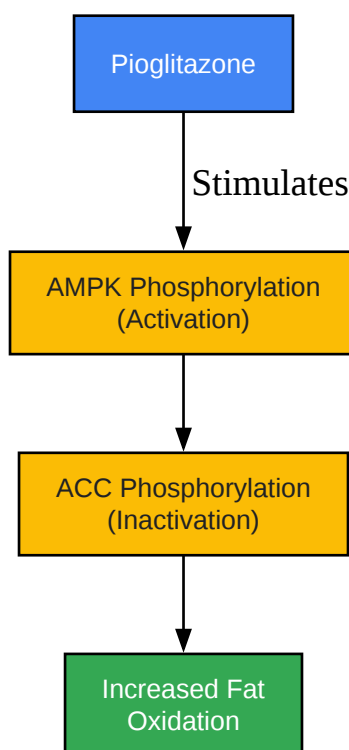 Pioglitazone
Stimulates
AMPK Phosphorylation
(Activation)
ACC Phosphorylation
(Inactivation)
Increased Fat
Oxidation